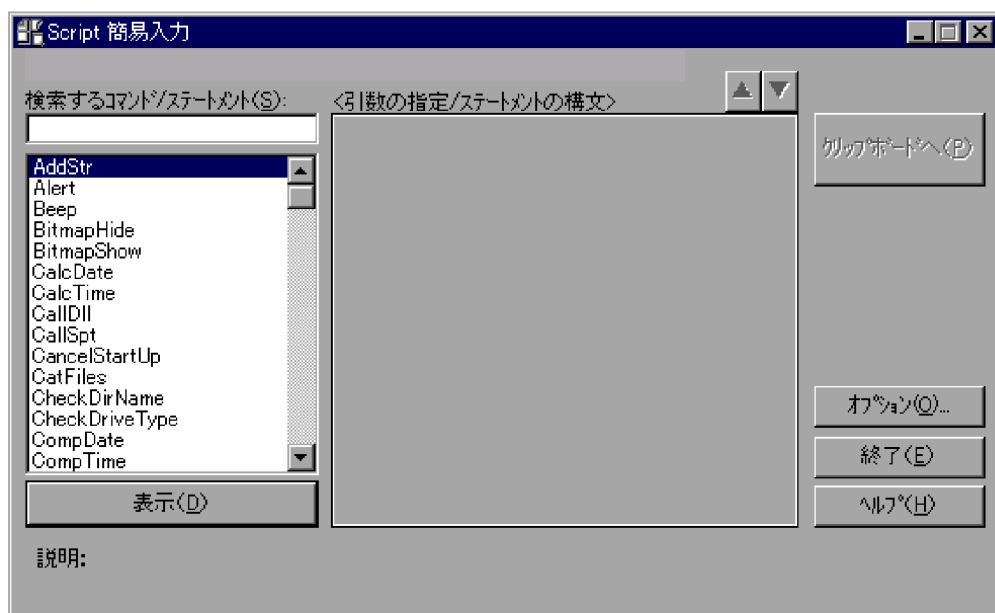 Script 簡易入力
検索するコマンド/ステートメント(S):
<引数の指定/ステートメントの構文>
クリップボードへ(P)
AddStr
Alert
Beep
BitmapHide
BitmapShow
CalcDate
CalcTime
CallDll
CallSpt
CancelStartUp
CatFiles
CheckDirName
CheckDriveType
CompDate
CompTime
オプション(O)...
終了(E)
表示(D)
ヘルプ(H)
説明: